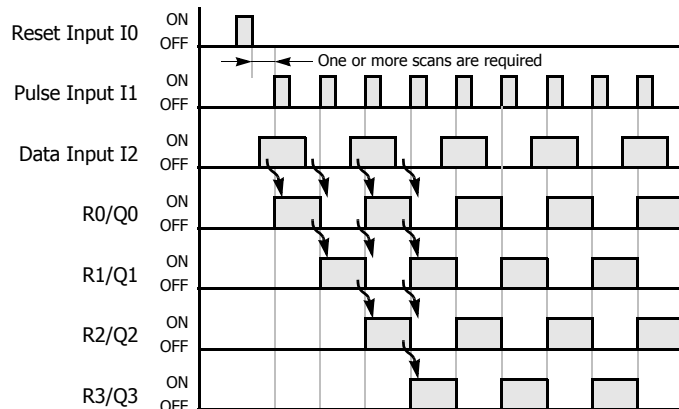 Reset Input I0
ON
OFF
One or more scans are required
Pulse Input I1
ON
OFF
Data Input I2
ON
OFF
R0/Q0
ON
OFF
R1/Q1
ON
OFF
R2/Q2
ON
OFF
R3/Q3
ON
OFF